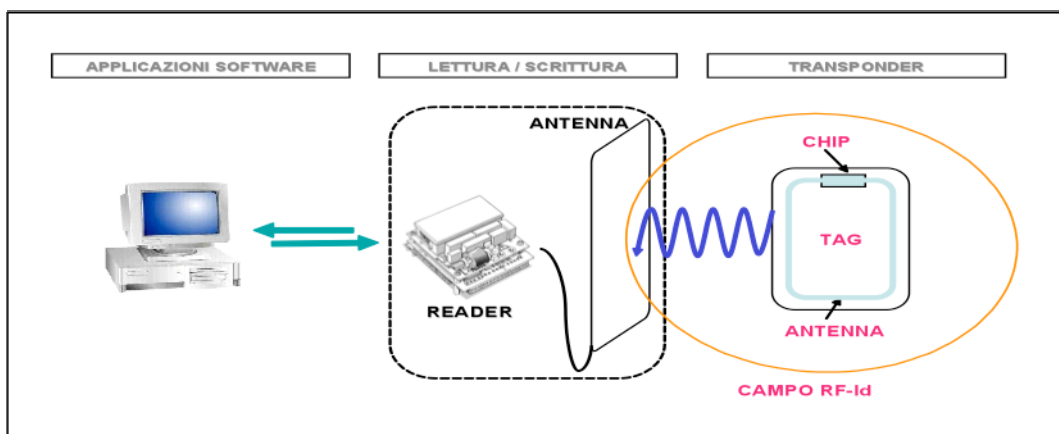 APPLICAZIONI SOFTWARE
LETTURA / SCRITTURA
TRANSPONDER
ANTENNA
READER
CHIP
TAG
ANTENNA
CAMPO RF-Id